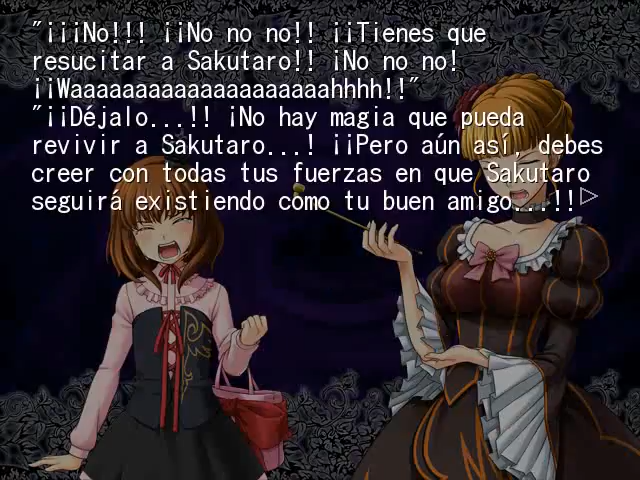 "¡¡¡No!!! ¡¡No no no!! ¡¡Tienes que
resucitar a Sakutaro!! ¡No no no!
¡¡Waaaaaaaaaaaaaaaaaaaaahhhh!!"
"¡¡Déjalo...!! ¡No hay magia que pueda
revivir a Sakutaro...! ¡¡Pero aún así, debes
creer con todas tus fuerzas en que Sakutaro
seguirá existiendo como tu buen amigo...!!